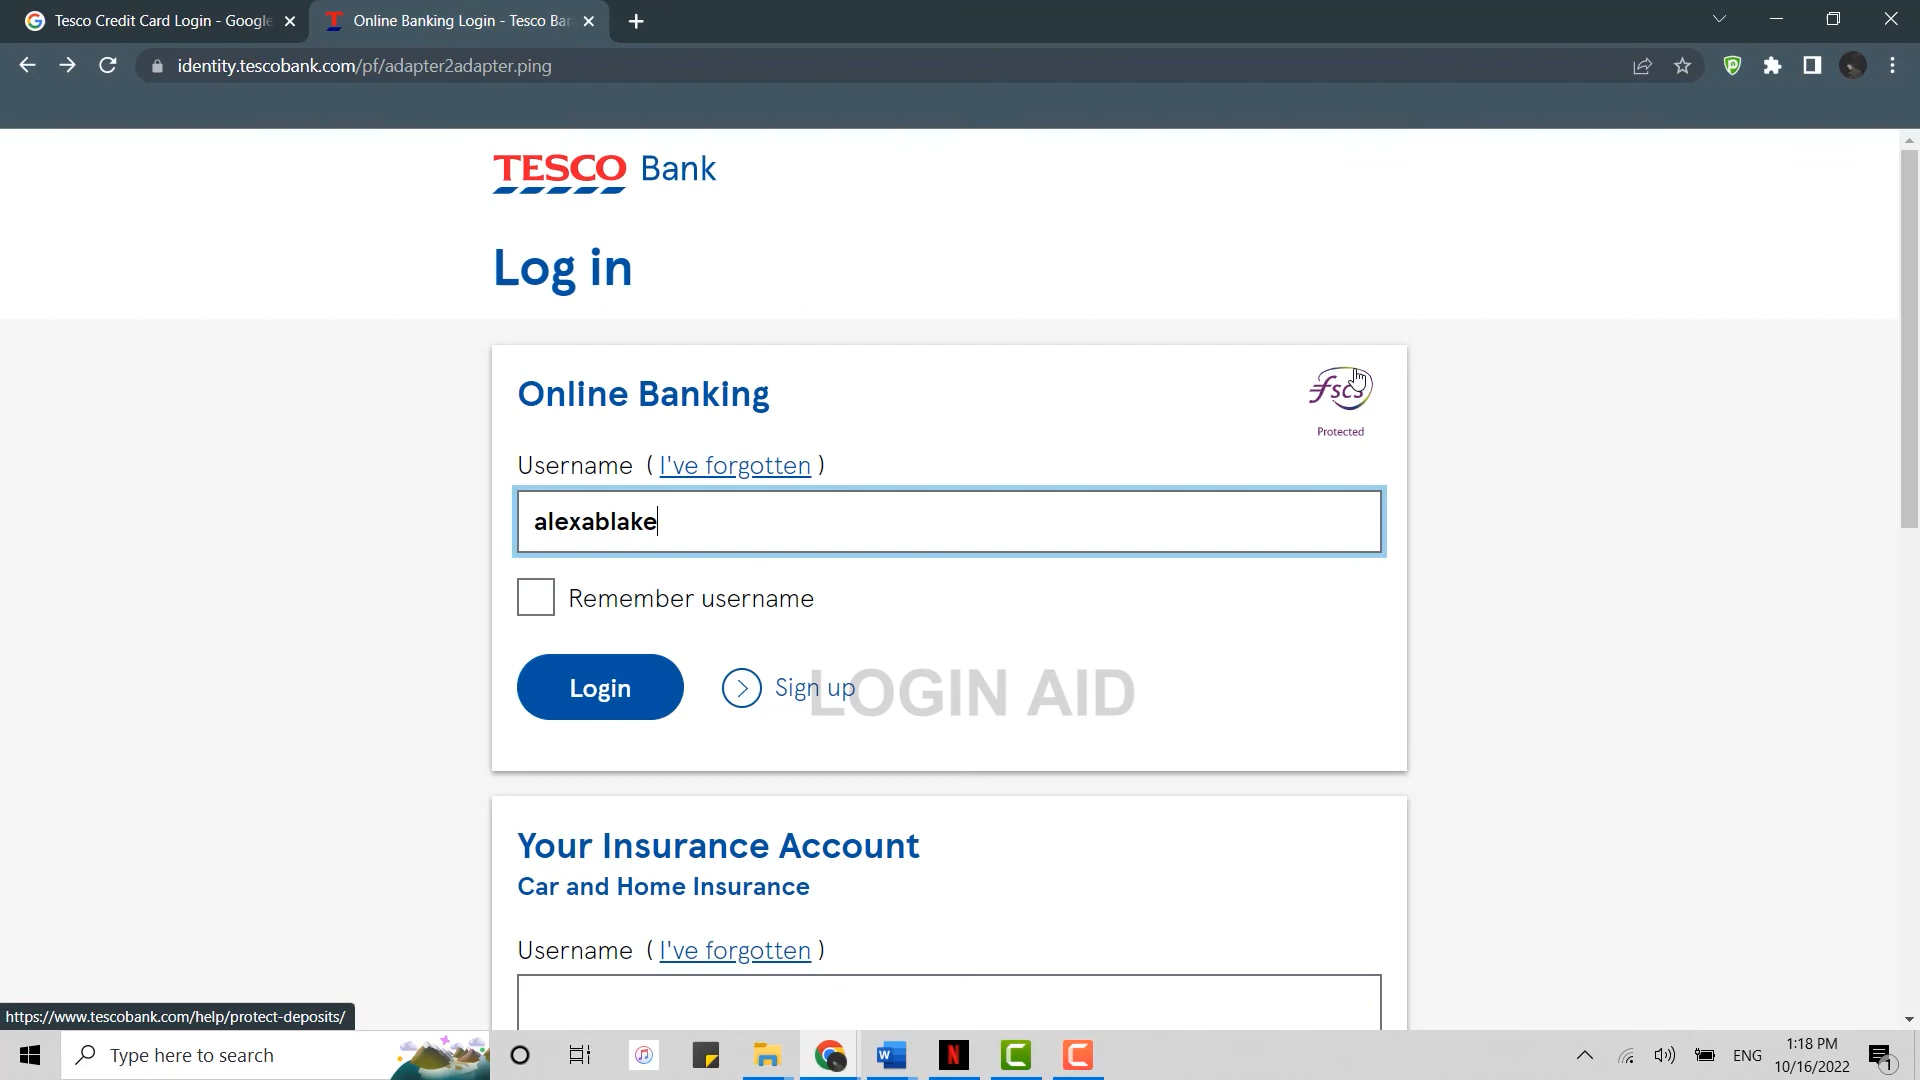 Tesco Credit Card Login - Google
Online Banking Login - Tesco Ban
identity.tescobank.com/pf/adapter2adapter.ping
TESCO Bank
Log in
Online Banking
fscs
Protected
Username ( I've forgotten )
alexablake
Remember username
Login
Sign up
LOGIN AID
Your Insurance Account
Car and Home Insurance
Username ( I've forgotten )
https://www.tescobank.com/help/protect-deposits/
Type here to search
ENG
1:18 PM
10/16/2022
1